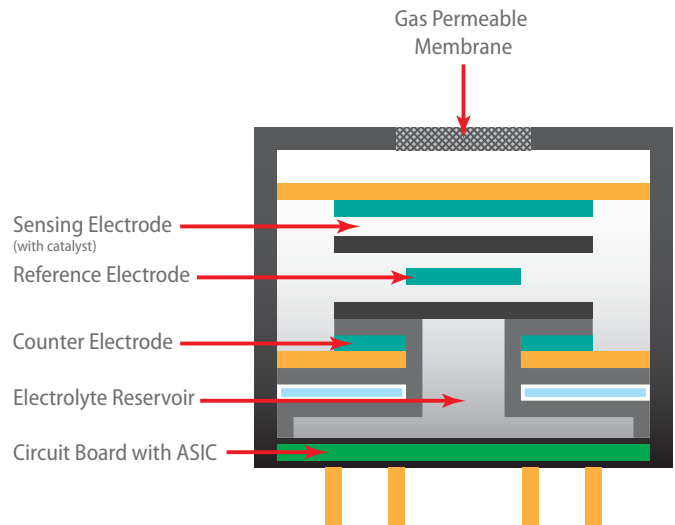 Gas Permeable
Membrane
Sensing Electrode
(with catalyst)
Reference Electrode
Counter Electrode
Electrolyte Reservoir
Circuit Board with ASIC